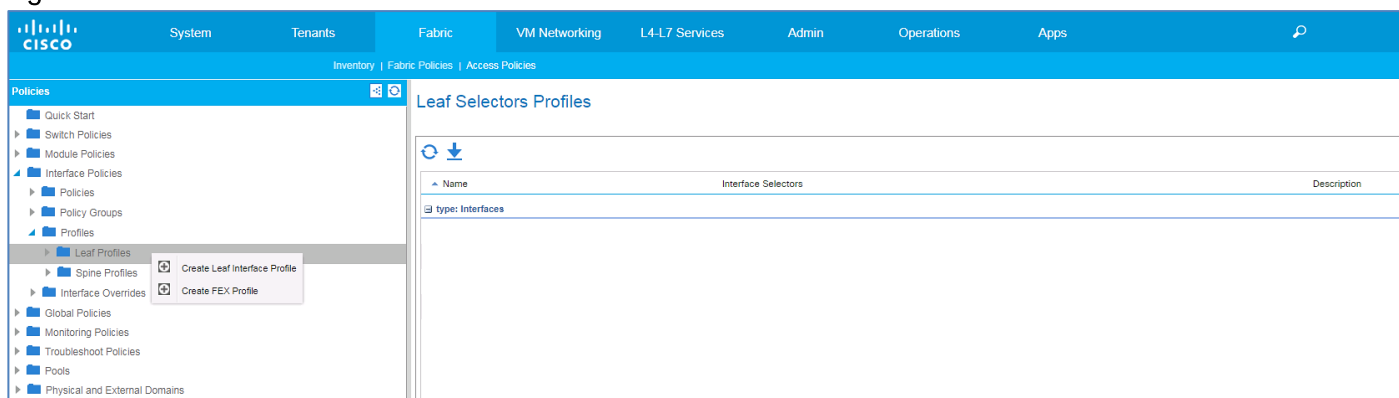 CISCO System Tenants Fabric VM Networking L4-L7 Services Admin Operations Apps
Inventory | Fabric Policies | Access Policies
Policies
Quick Start
Switch Policies
Module Policies
Interface Policies
Policies
Policy Groups
Profiles
Leaf Profiles
Spine Profiles
Interface Overrides
Global Policies
Monitoring Policies
Troubleshoot Policies
Pools
Physical and External Domains
Create Leaf Interface Profile
Create FEX Profile
Leaf Selectors Profiles
Name Interface Selectors Description
type: Interfaces